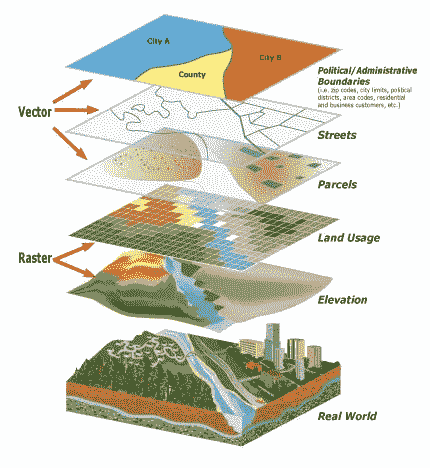 City A
City B
County
Political/Administrative
Boundaries
(i.e. zip codes, city limits, political
districts, area codes, residential
and business customers, etc.)
Vector
Streets
Parcels
Land Usage
Raster
Elevation
Real World